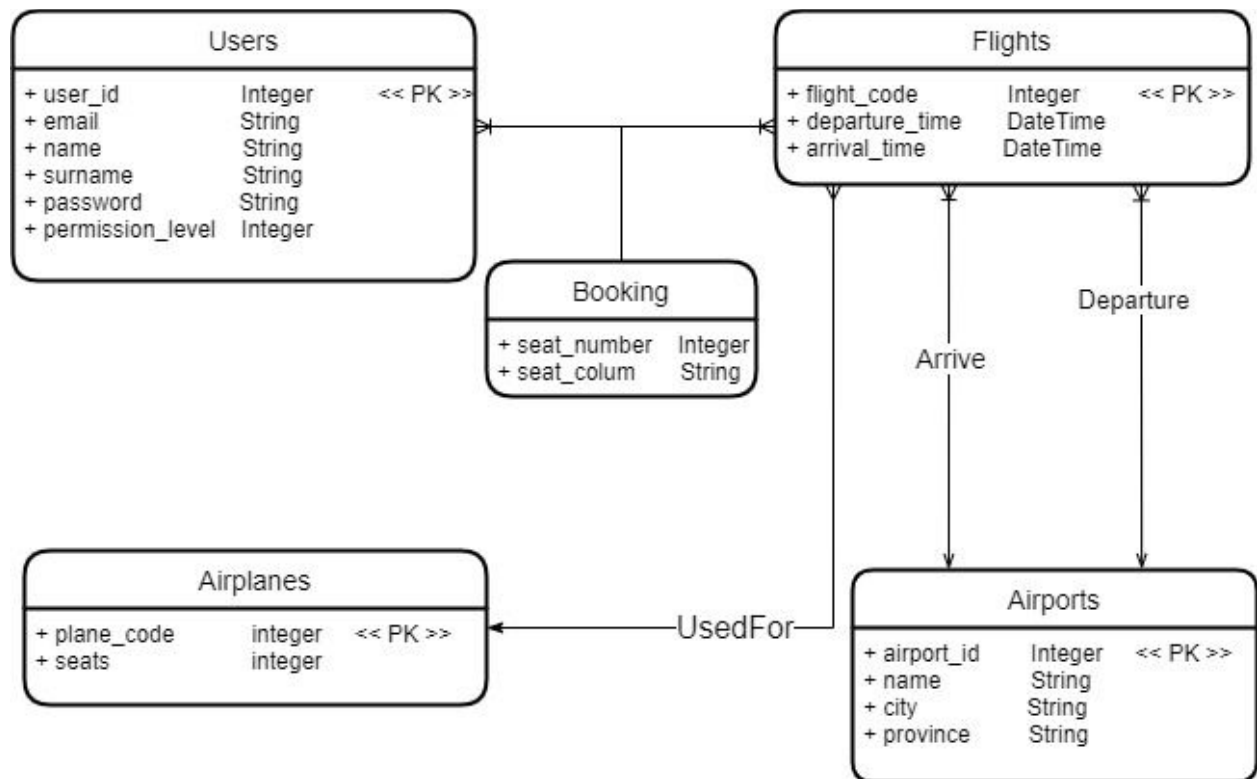 Users
+ user_id Integer << PK >>
+ email String
+ name String
+ surname String
+ password String
+ permission_level Integer
Flights
+ flight_code Integer << PK >>
+ departure_time DateTime
+ arrival_time DateTime
Booking
+ seat_number Integer
+ seat_colum String
Departure
Arrive
UsedFor
Airplanes
+ plane_code integer << PK >>
+ seats integer
Airports
+ airport_id Integer << PK >>
+ name String
+ city String
+ province String